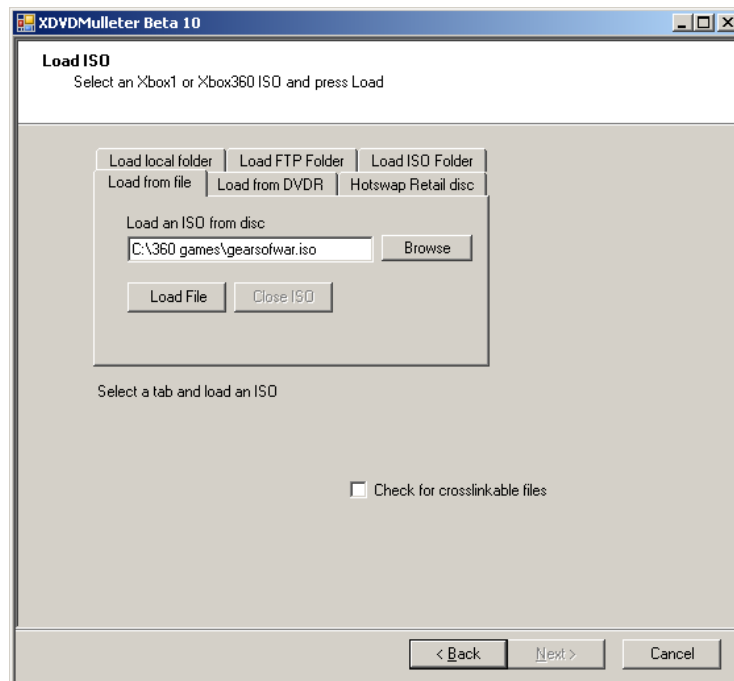 XDVDMulleter Beta 10
Load ISO
Select an Xbox1 or Xbox360 ISO and press Load
Load local folder Load FTP Folder Load ISO Folder
Load from file Load from DVDR Hotswap Retail disc
Load an ISO from disc
C:\360 games\gearsofwar.iso Browse
Load File Close ISO
Select a tab and load an ISO
Check for crosslinkable files
< Back Next > Cancel